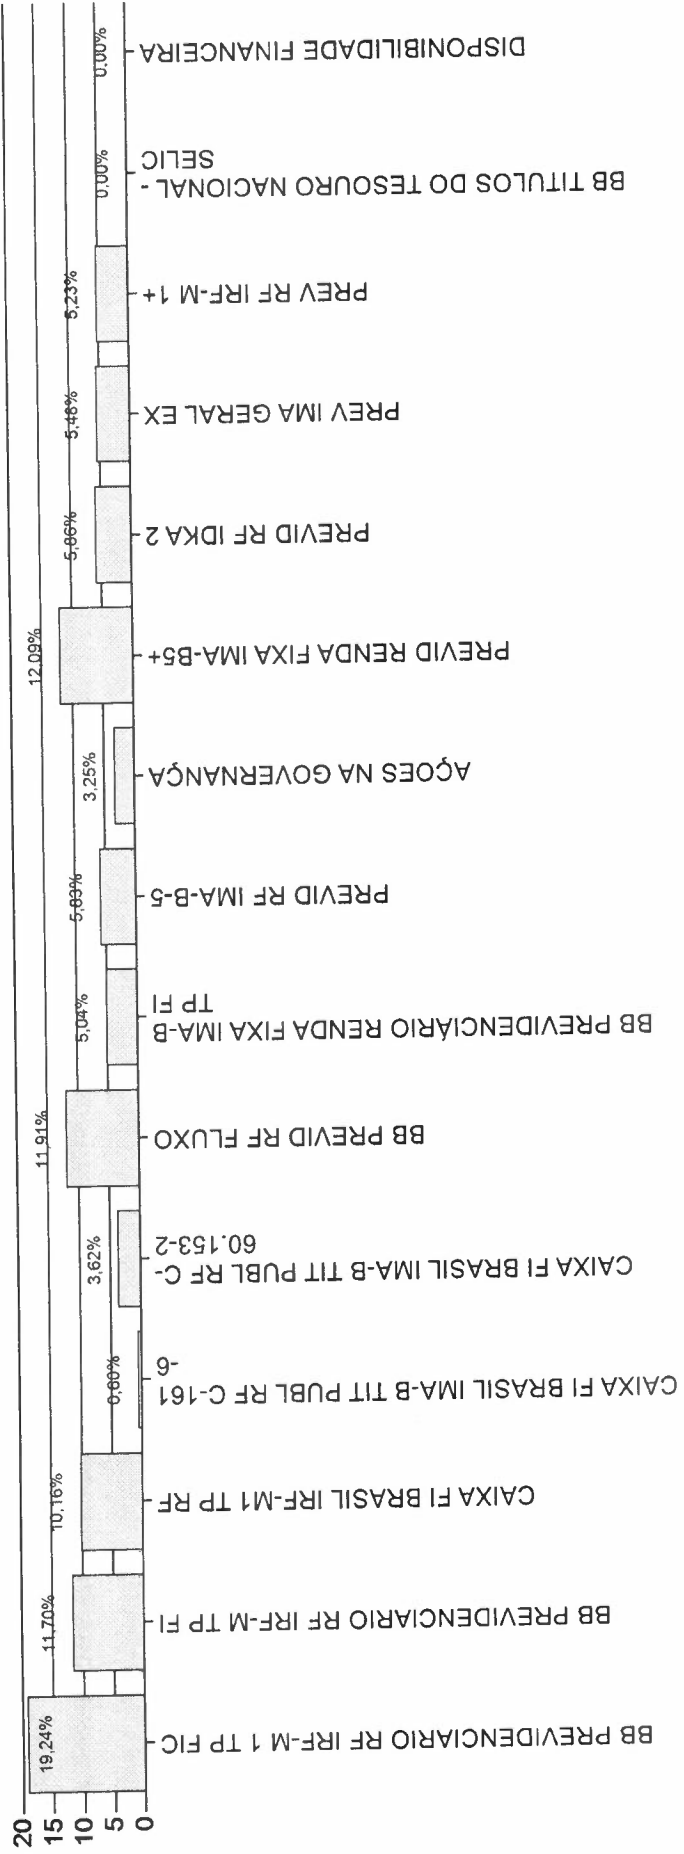 DISPONIBILIDADE FINANCEIRA
0,00%
BB TITULOS DO TESOURO NACIONAL -
SELIC
0,00%
PREV RF IRF-M 1+
5,23%
PREV IMA GERAL EX
5,48%
PREVID RF IDKA 2
5,86%
PREVID RENDA FIXA IMA-B5+
12,09%
AÇOES NA GOVERNANÇA
3,25%
PREVID RF IMA-B-5
5,83%
BB PREVIDENCIÁRIO RENDA FIXA IMA-B
TP FI
5,04%
BB PREVID RF FLUXO
11,91%
CAIXA FI BRASIL IMA-B TIT PUBL RF C-
60.153-2
3,62%
CAIXA FI BRASIL IMA-B TIT PUBL RF C-161
-6
0,60%
CAIXA FI BRASIL IRF-M1 TP RF
10,16%
BB PREVIDENCIARIO RF IRF-M TP FI
11,70%
BB PREVIDENCIARIO RF IRF-M 1 TP FIC
19,24%
20
15
10
5
0